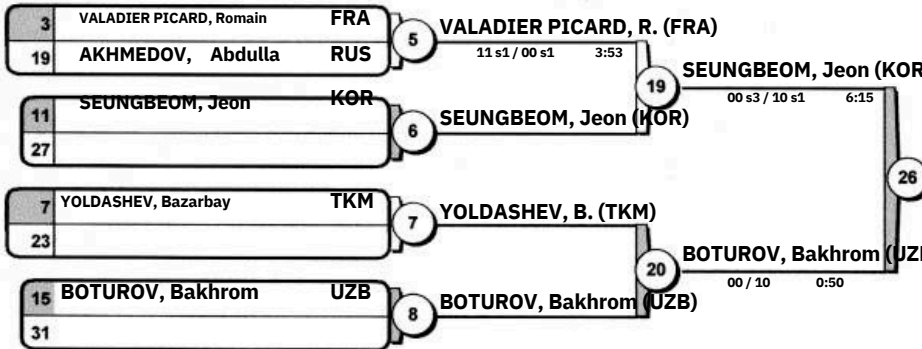 3 VALADIER PICARD, Romain FRA
19 AKHMEDOV, Abdulla RUS
5
VALADIER PICARD, R. (FRA)
11 s1 / 00 s1 3:53
11 SEUNGBEOM, Jeon KOR
27
6
SEUNGBEOM, Jeon (KOR)
19
SEUNGBEOM, Jeon (KOR
00 s3 / 10 s1 6:15
7 YOLDASHEV, Bazarbay TKM
23
7
YOLDASHEV, B. (TKM)
15 BOTUROV, Bakhrom UZB
31
8
BOTUROV, Bakhrom (UZB)
20
BOTUROV, Bakhrom (UZB
00 / 10 0:50
26